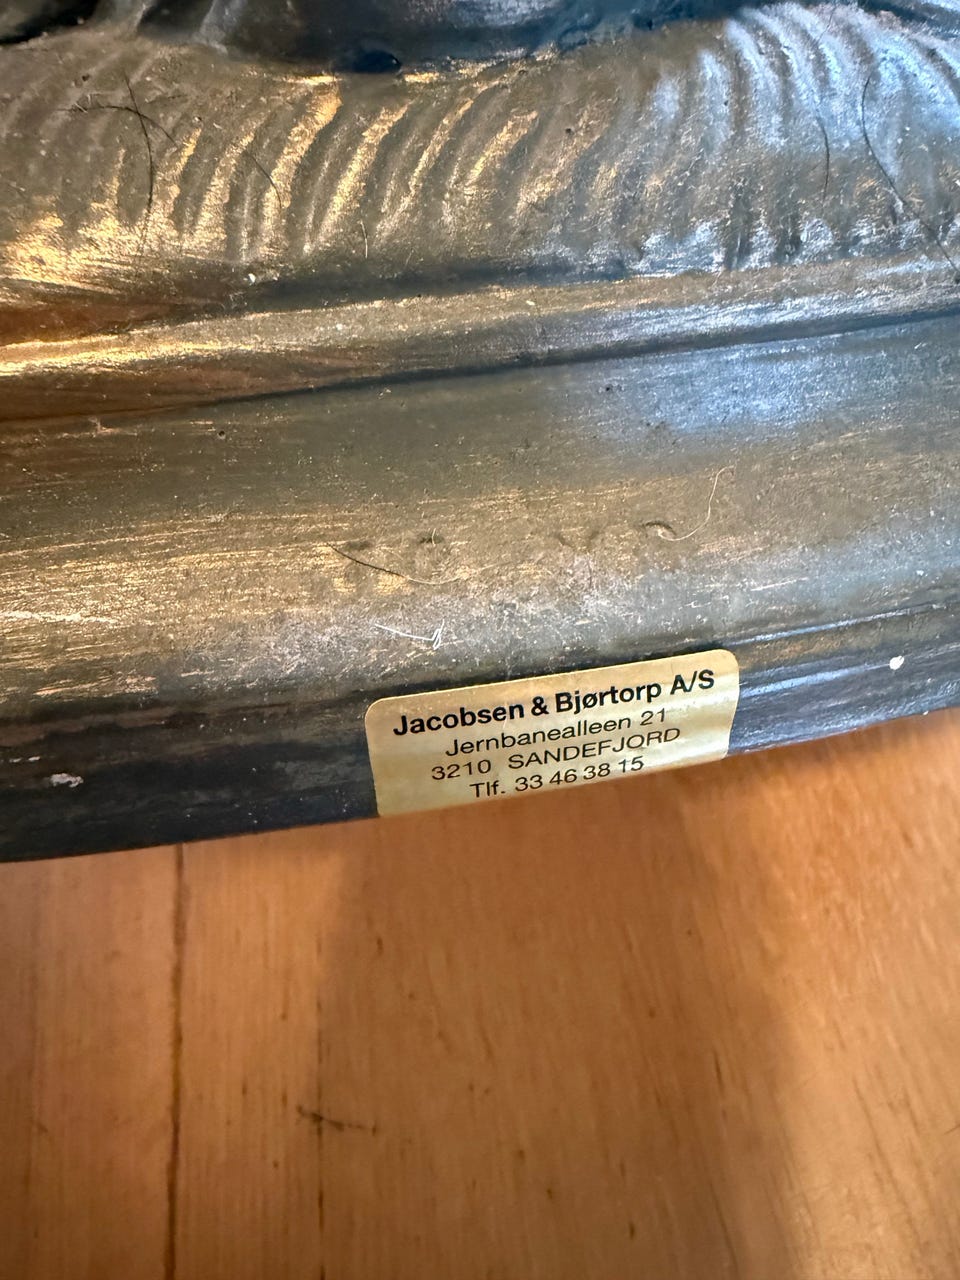 Jacobsen & Bjørtorp A/S
Jernbanealleen 21
3210 SANDEFJORD
Tlf. 33 46 38 15